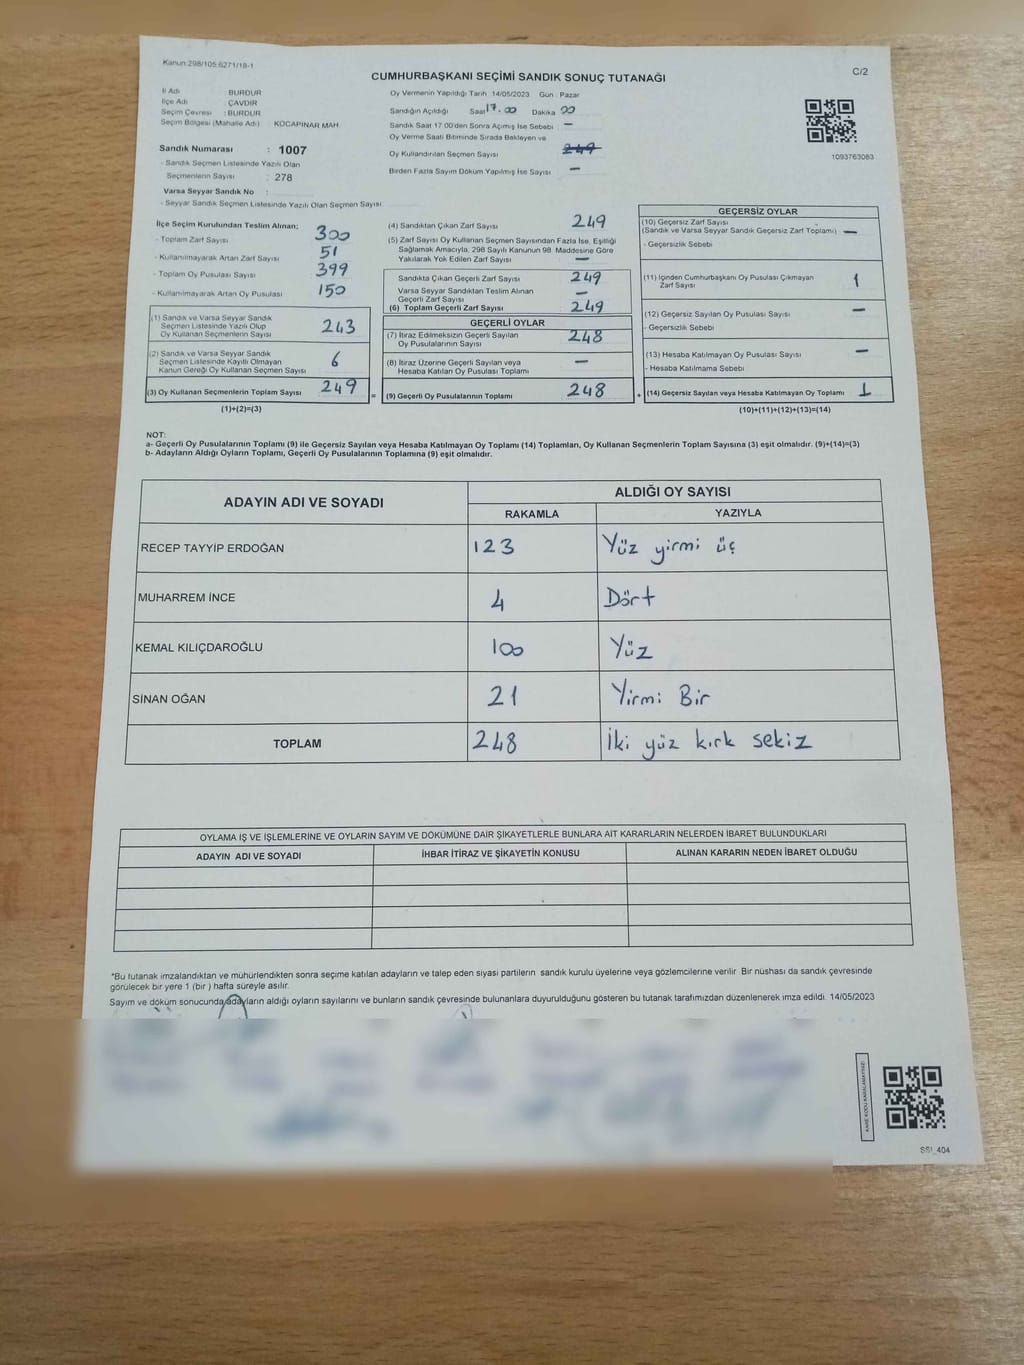 Kanun:298/105,6271/18-1
CUMHURBAŞKANI SEÇİMİ SANDIK SONUÇ TUTANAĞI
C/2
İl Adı : BURDUR
İlçe Adı : ÇAVDIR
Seçim Çevresi : BURDUR
Seçim Bölgesi (Mahalle Adı) : KOCAPINAR MAH.
Sandık Numarası : 1007
- Sandık Seçmen Listesinde Yazılı Olan
Seçmenlerin Sayısı : 278
Varsa Seyyar Sandık No :
- Seyyar Sandık Seçmen Listesinde Yazılı Olan Seçmen Sayısı
Oy Vermenin Yapıldığı Tarih 14/05/2023 Gün : Pazar
Sandığın Açıldığı Saat 17.00 Dakika 00
Sandık Saat 17:00'den Sonra Açılmış İse Sebebi —
Oy Verme Saati Bitiminde Sırada Bekleyen ve
Oy Kullandırılan Seçmen Sayısı 249
Birden Fazla Sayım Döküm Yapılmış İse Sayısı —
1093763083
İlçe Seçim Kurulundan Teslim Alınan;
- Toplam Zarf Sayısı 300
- Kullanılmayarak Artan Zarf Sayısı 51
- Toplam Oy Pusulası Sayısı 399
- Kullanılmayarak Artan Oy Pusulası 150
(1) Sandık ve Varsa Seyyar Sandık
Seçmen Listesinde Yazılı Olup
Oy Kullanan Seçmenlerin Sayısı 243
(2) Sandık ve Varsa Seyyar Sandık
Seçmen Listesinde Kayıtlı Olmayan
Kanun Gereği Oy Kullanan Seçmen Sayısı 6
(3) Oy Kullanan Seçmenlerin Toplam Sayısı 249 =
(1)+(2)=(3)
(4) Sandıktan Çıkan Zarf Sayısı 249
(5) Zarf Sayısı Oy Kullanan Seçmen Sayısından Fazla İse, Eşitliği
Sağlamak Amacıyla, 298 Sayılı Kanunun 98. Maddesine Göre
Yakılarak Yok Edilen Zarf Sayısı —
Sandıkta Çıkan Geçerli Zarf Sayısı 249
Varsa Seyyar Sandıktan Teslim Alınan
Geçerli Zarf Sayısı —
(6) Toplam Geçerli Zarf Sayısı 249
GEÇERLİ OYLAR
(7) İtiraz Edilmeksizin Geçerli Sayılan
Oy Pusulalarının Sayısı 248
(8) İtiraz Üzerine Geçerli Sayılan veya
Hesaba Katılan Oy Pusulası Toplamı —
(9) Geçerli Oy Pusulalarının Toplamı 248 +
GEÇERSİZ OYLAR
(10) Geçersiz Zarf Sayısı
(Sandık ve Varsa Seyyar Sandık Geçersiz Zarf Toplamı) —
- Geçersizlik Sebebi
(11) İçinden Cumhurbaşkanı Oy Pusulası Çıkmayan
Zarf Sayısı 1
(12) Geçersiz Sayılan Oy Pusulası Sayısı —
- Geçersizlik Sebebi
(13) Hesaba Katılmayan Oy Pusulası Sayısı —
- Hesaba Katılmama Sebebi
(14) Geçersiz Sayılan veya Hesaba Katılmayan Oy Toplamı 1
(10)+(11)+(12)+(13)=(14)
NOT:
a- Geçerli Oy Pusulalarının Toplamı (9) ile Geçersiz Sayılan veya Hesaba Katılmayan Oy Toplamı (14) Toplamları, Oy Kullanan Seçmenlerin Toplam Sayısına (3) eşit olmalıdır. (9)+(14)=(3)
b- Adayların Aldığı Oyların Toplamı, Geçerli Oy Pusulalarının Toplamına (9) eşit olmalıdır.
ADAYIN ADI VE SOYADI
ALDIĞI OY SAYISI
RAKAMLA YAZIYLA
RECEP TAYYİP ERDOĞAN 123 Yüz yirmi üç
MUHARREM İNCE 4 Dört
KEMAL KILIÇDAROĞLU 100 Yüz
SİNAN OĞAN 21 Yirmi Bir
TOPLAM 248 İki yüz kırk sekiz
OYLAMA İŞ VE İŞLEMLERİNE VE OYLARIN SAYIM VE DÖKÜMÜNE DAİR ŞİKAYETLERLE BUNLARA AİT KARARLARIN NELERDEN İBARET BULUNDUKLARI
ADAYIN ADI VE SOYADI İHBAR İTİRAZ VE ŞİKAYETİN KONUSU ALINAN KARARIN NEDEN İBARET OLDUĞU
*Bu tutanak imzalandıktan ve mühürlendikten sonra seçime katılan adayların ve talep eden siyasi partilerin sandık kurulu üyelerine veya gözlemcilerine verilir. Bir nüshası da sandık çevresinde
görülecek bir yere 1 (bir ) hafta süreyle asılır.
Sayım ve döküm sonucunda adayların aldığı oyların sayılarını ve bunların sandık çevresinde bulunanlara duyurulduğunu gösteren bu tutanak tarafımızdan düzenlenerek imza edildi. 14/05/2023
KARE KODU KARALAMAYINIZ!
SSI_404